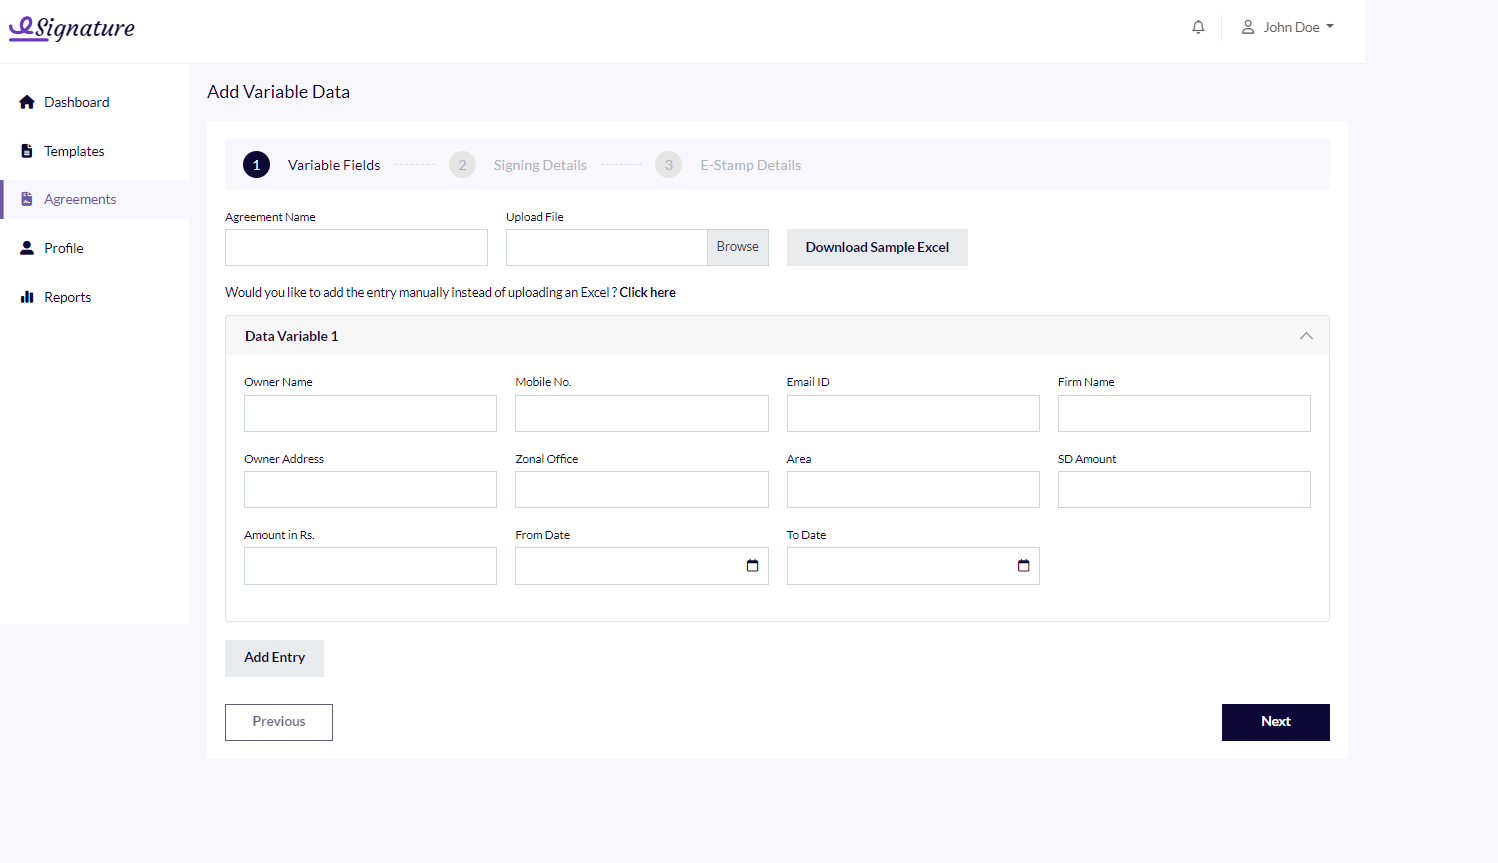 eSignature
John Doe
Dashboard
Templates
Agreements
Profile
Reports
Add Variable Data
1 Variable Fields 2 Signing Details 3 E-Stamp Details
Agreement Name Upload File
Browse Download Sample Excel
Would you like to add the entry manually instead of uploading an Excel ? Click here
Data Variable 1
Owner Name Mobile No. Email ID Firm Name
Owner Address Zonal Office Area SD Amount
Amount in Rs. From Date To Date
Add Entry
Previous Next